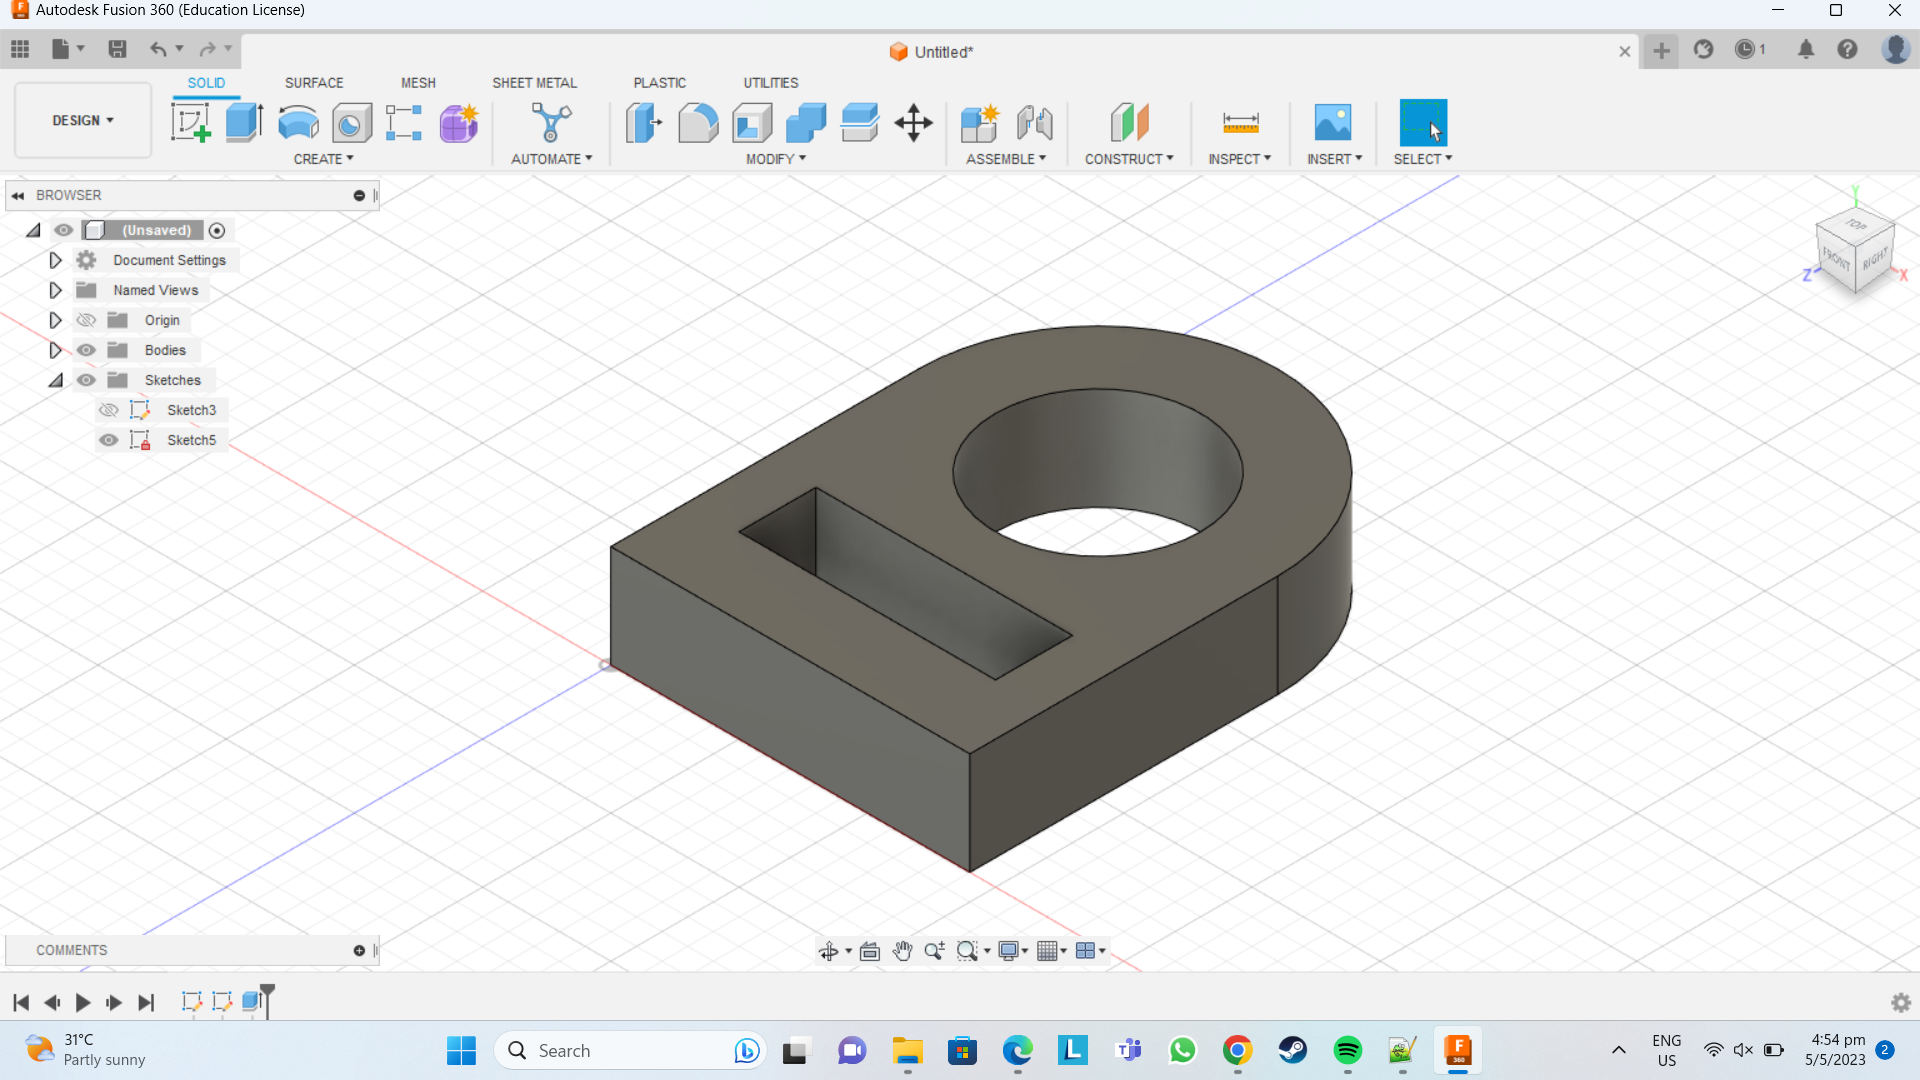 Autodesk Fusion 360 (Education License)
Untitled*
1
SOLID SURFACE MESH SHEET METAL PLASTIC UTILITIES
DESIGN
CREATE AUTOMATE MODIFY ASSEMBLE CONSTRUCT INSPECT INSERT SELECT
BROWSER
(Unsaved)
Document Settings
Named Views
Origin
Bodies
Sketches
Sketch3
Sketch5
Y
TOP
FRONT RIGHT
Z X
COMMENTS
31°C
Partly sunny
Search
L
F
360
ENG
US
4:54 pm
5/5/2023
2